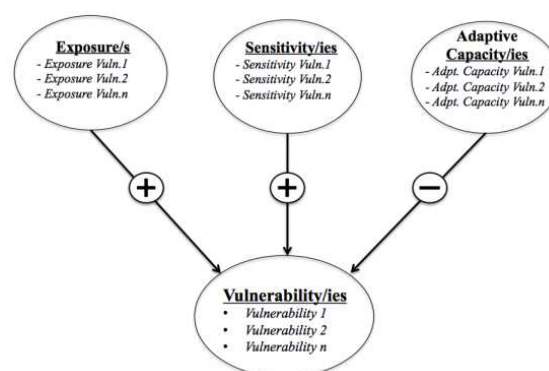 Exposure/s
- Exposure Vuln.1
- Exposure Vuln.2
- Exposure Vuln.n
Sensitivity/ies
- Sensitivity Vuln.1
- Sensitivity Vuln.2
- Sensitivity Vuln.n
Adaptive
Capacity/ies
- Adpt. Capacity Vuln.1
- Adpt. Capacity Vuln.2
- Adpt. Capacity Vuln.n
+
+
−
Vulnerability/ies
• Vulnerability 1
• Vulnerability 2
• Vulnerability n